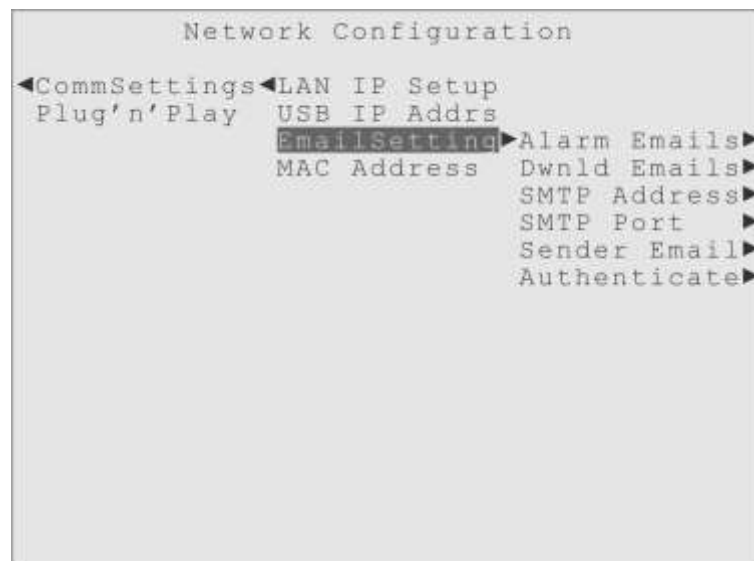 Network Configuration
◄CommSettings◄LAN IP Setup
Plug'n'Play USB IP Addrs
EmailSetting►Alarm Emails►
MAC Address Dwnld Emails►
SMTP Address►
SMTP Port ►
Sender Email►
Authenticate►